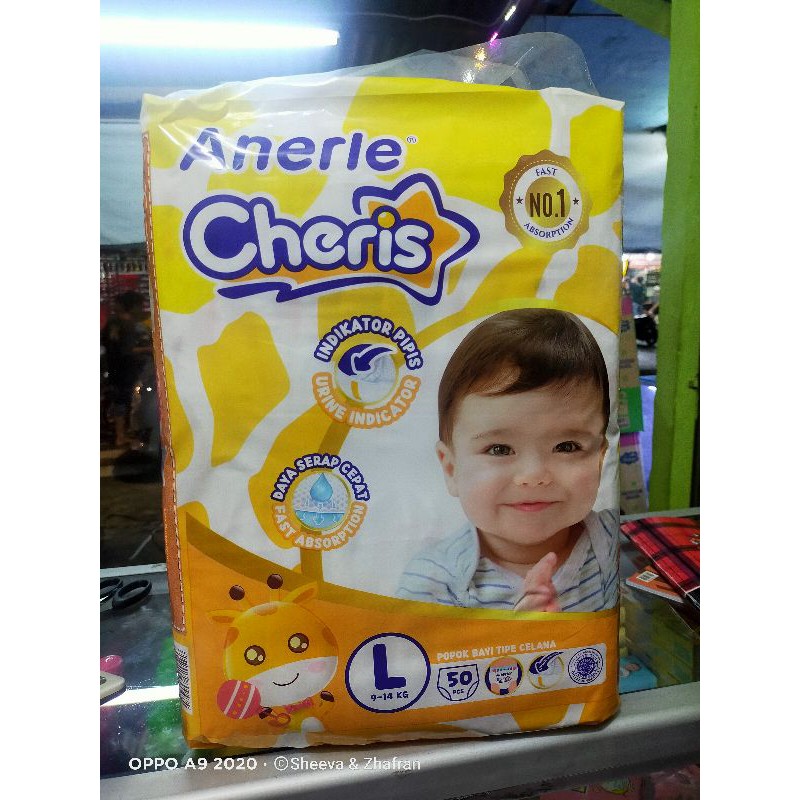 Anerle®
Cheris
FAST
NO.1
ABSORPTION
INDIKATOR PIPIS
URINE INDICATOR
DAYA SERAP CEPAT
FAST ABSORPTION
L
9-14 KG
POPOK BAYI TIPE CELANA
50
PCS
OPPO A9 2020 · ©Sheeva & Zhafran